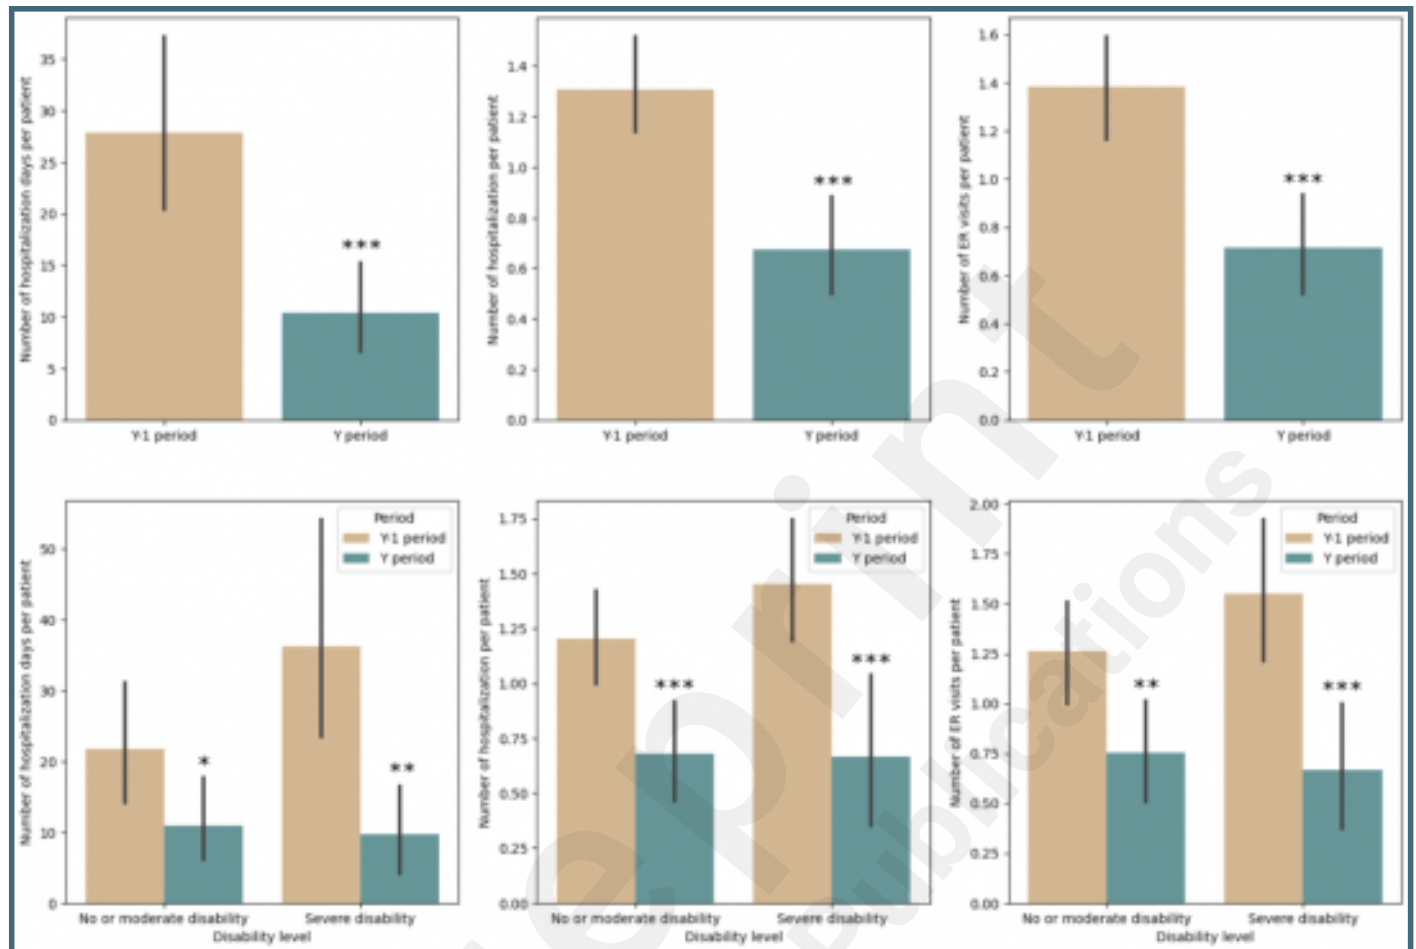 Number of hospitalization days per patient
35
30
25
20
15
10
5
0
***
Y-1 period
Y period
Number of hospitalization per patient
1.4
1.2
1.0
0.8
0.6
0.4
0.2
0.0
***
Y-1 period
Y period
Number of ER visits per patient
1.6
1.4
1.2
1.0
0.8
0.6
0.4
0.2
0.0
***
Y-1 period
Y period
Number of hospitalization days per patient
50
40
30
20
10
0
Period
Y-1 period
Y period
*
**
No or moderate disability
Severe disability
Disability level
Number of hospitalization per patient
1.75
1.50
1.25
1.00
0.75
0.50
0.25
0.00
Period
Y-1 period
Y period
***
***
No or moderate disability
Severe disability
Disability level
Number of ER visits per patient
2.00
1.75
1.50
1.25
1.00
0.75
0.50
0.25
0.00
Period
Y-1 period
Y period
**
***
No or moderate disability
Severe disability
Disability level
eprint
publications